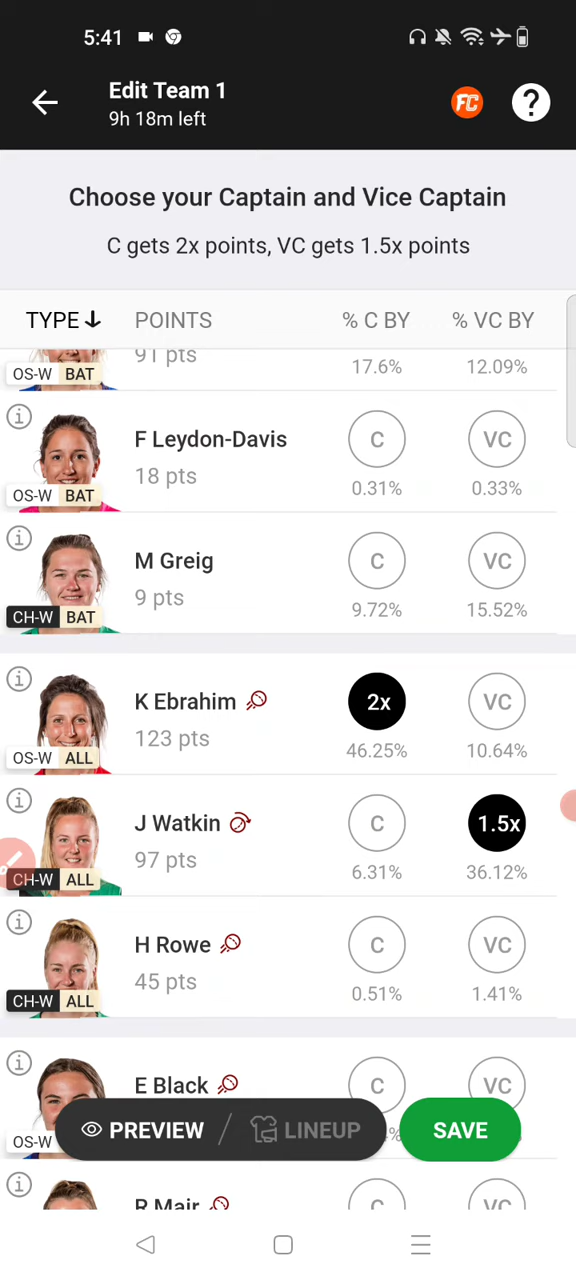 5:41
Edit Team 1
9h 18m left
FC
?
Choose your Captain and Vice Captain
C gets 2x points, VC gets 1.5x points
TYPE POINTS % C BY % VC BY
91 pts 17.6% 12.09%
OS-W BAT
F Leydon-Davis C VC
18 pts 0.31% 0.33%
OS-W BAT
M Greig C VC
9 pts 9.72% 15.52%
CH-W BAT
K Ebrahim 2x VC
123 pts 46.25% 10.64%
OS-W ALL
J Watkin C 1.5x
97 pts 6.31% 36.12%
CH-W ALL
H Rowe C VC
45 pts 0.51% 1.41%
CH-W ALL
E Black C VC
OS-W PREVIEW / LINEUP % SAVE
R Mair C VC